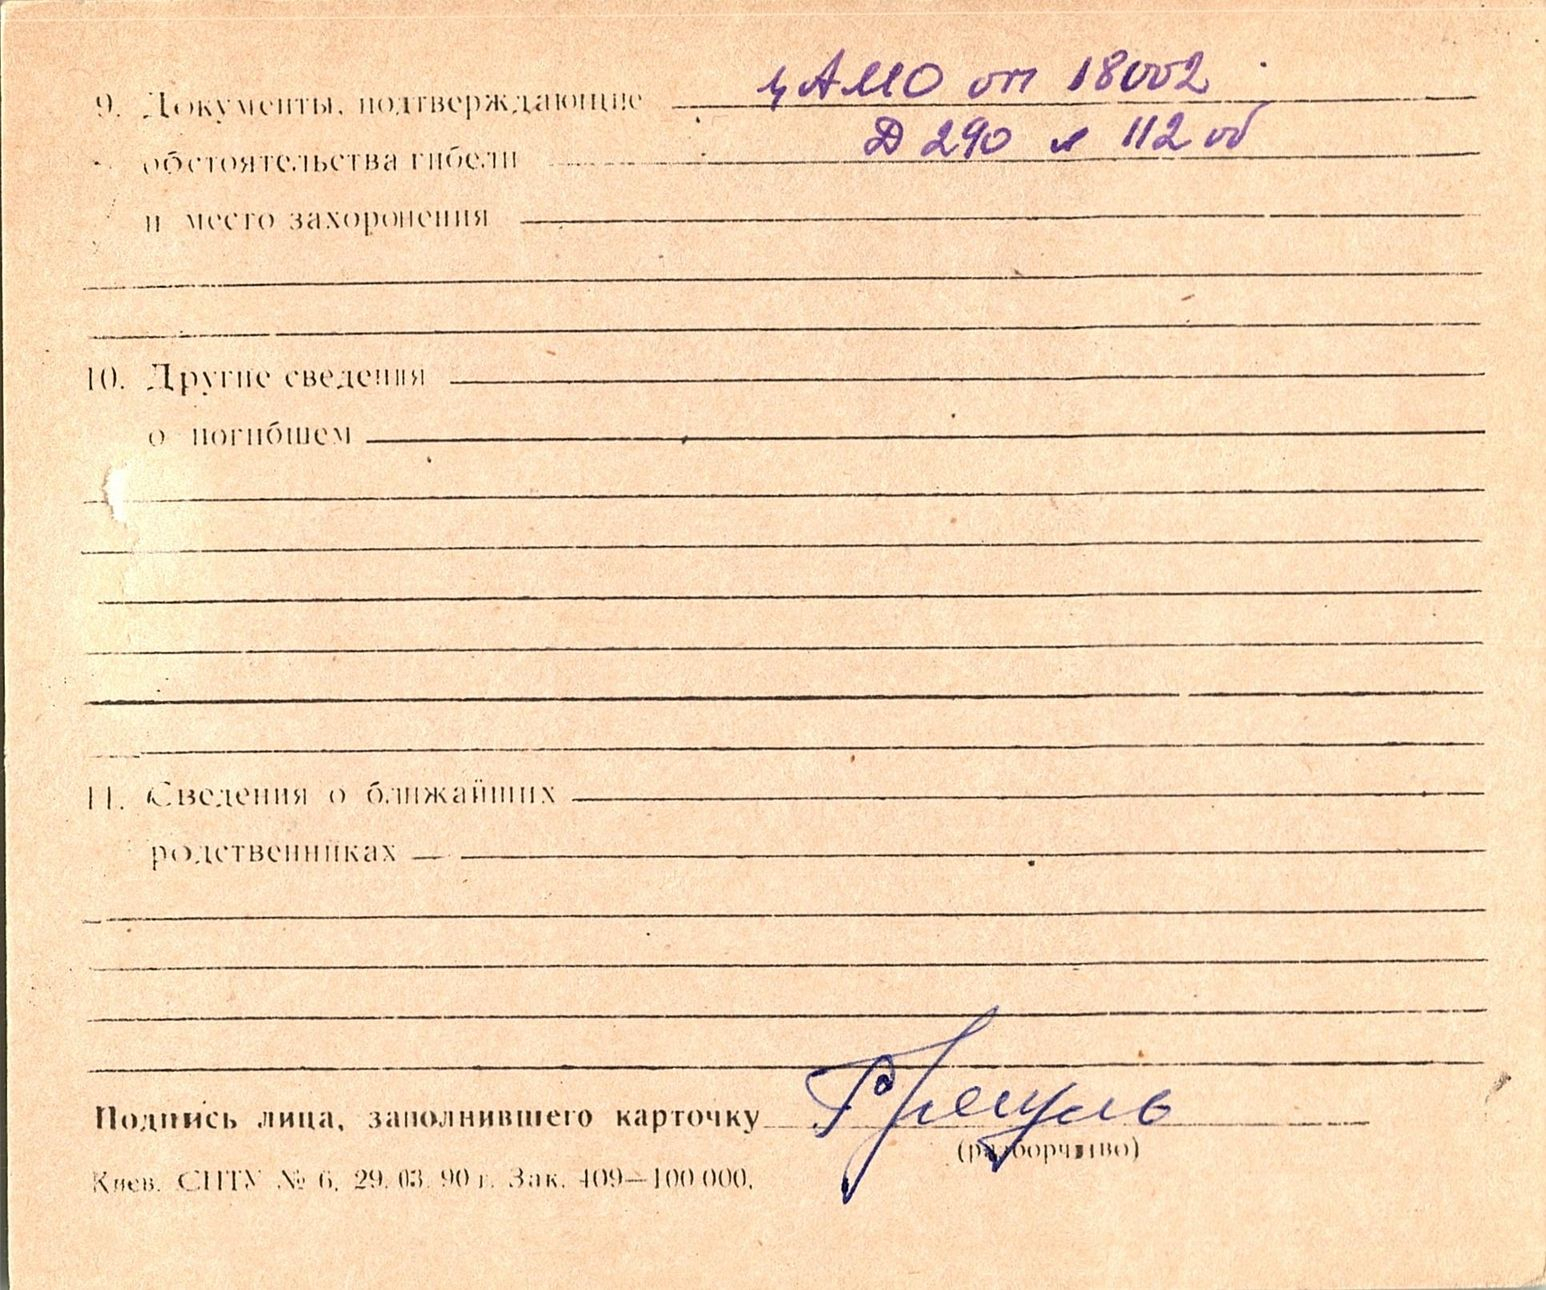 9. Документы, подтверждающие цАМО оп 18002
обстоятельства гибели Д 290 л 112 об
и место захоронения
10. Другие сведения
о погибшем
11. Сведения о ближайших
родственниках
Подпись лица, заполнившего карточку
(разборчиво)
Киев. СПТУ № 6. 29. 03. 90 г. Зак. 409—100 000.